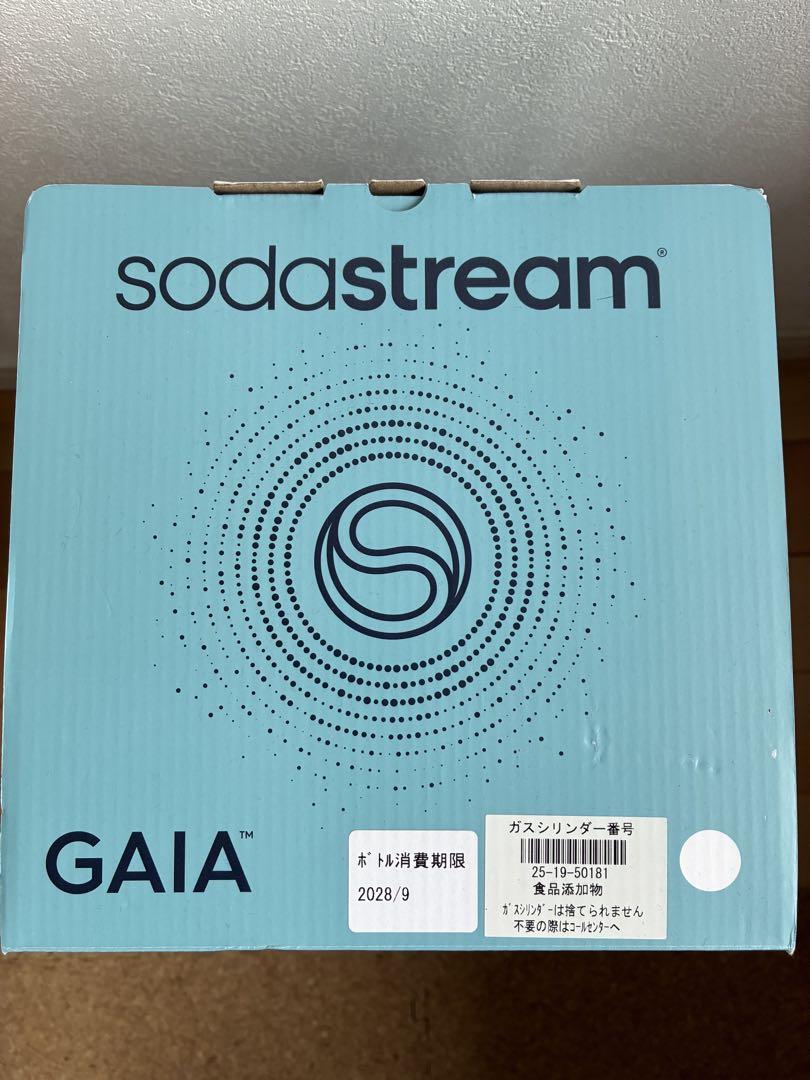 sodastream®
GAIA™
ボトル消費期限
2028/9
ガスシリンダー番号
25-19-50181
食品添加物
ガスシリンダーは捨てられません
不要の際はコールセンターへ